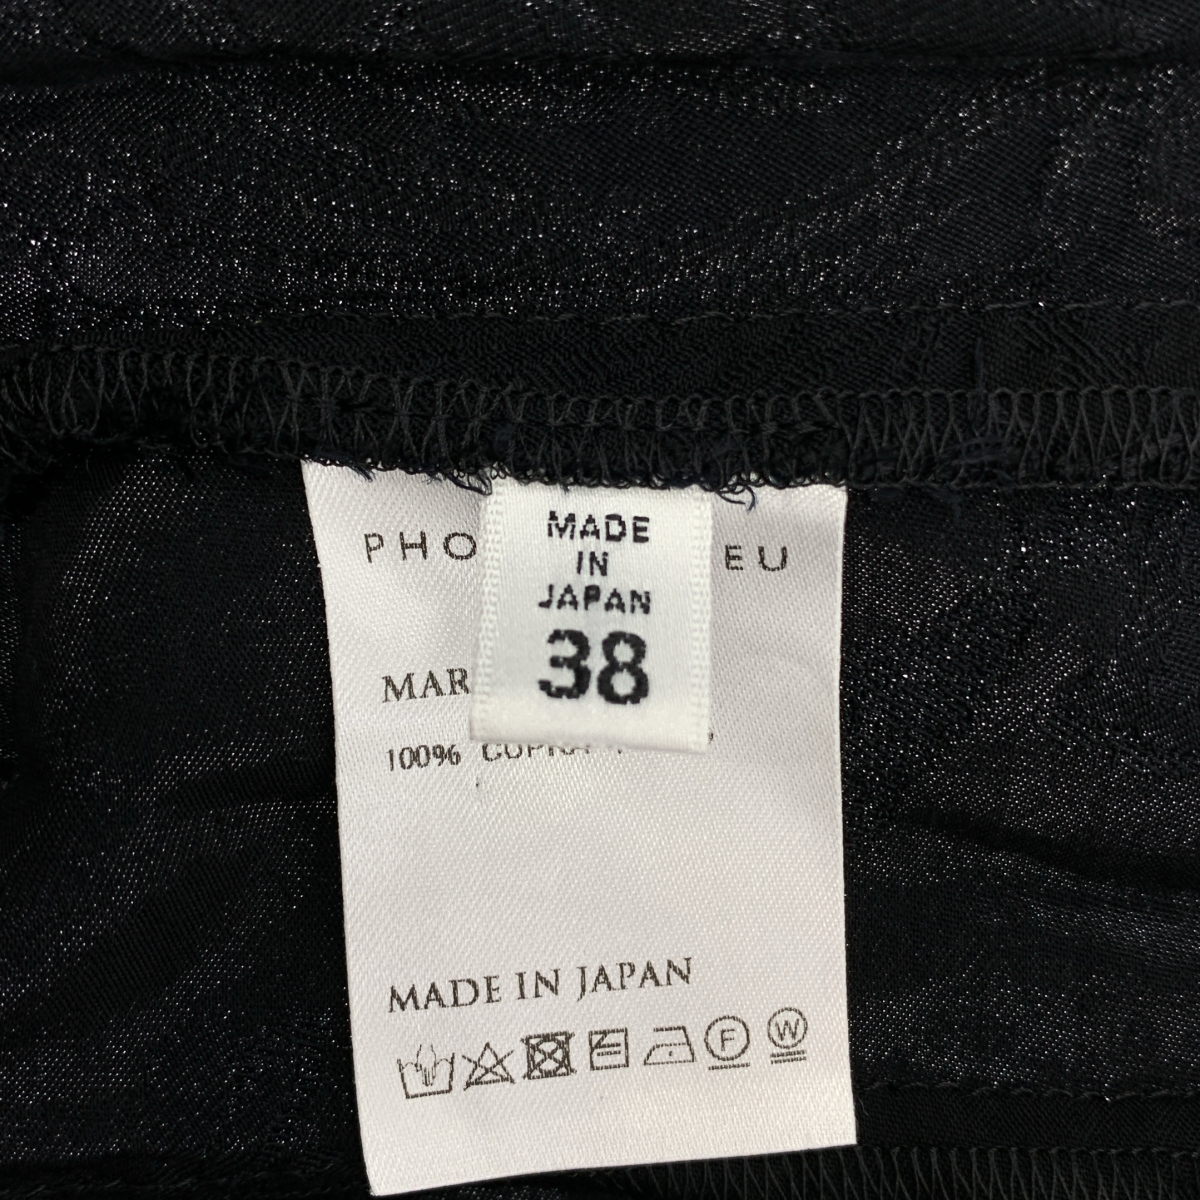 PHO EU
MADE
IN
JAPAN
38
MAR
100%
MADE IN JAPAN
F W